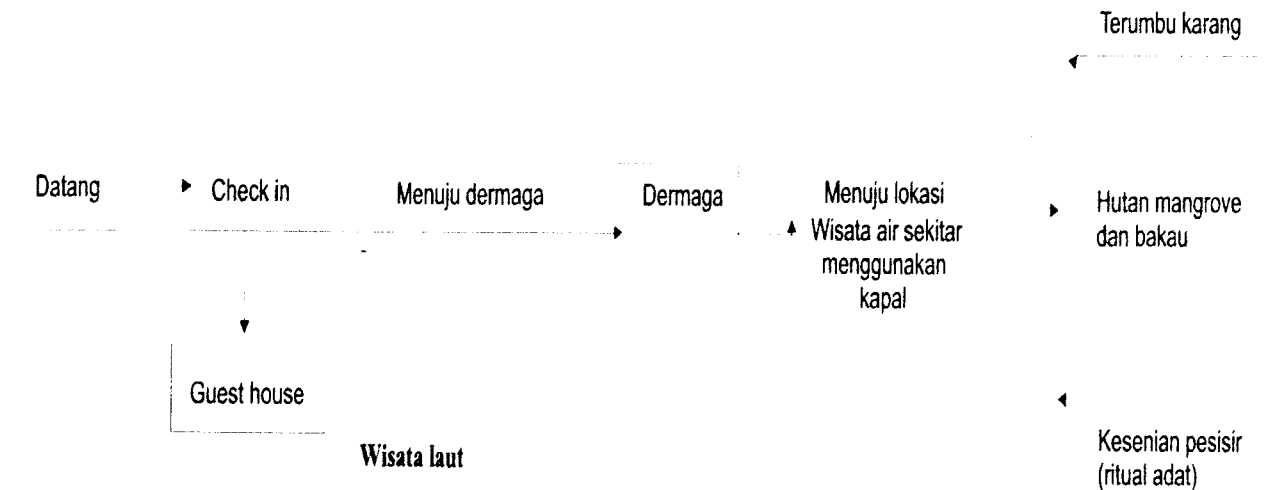 Terumbu karang
Datang
Check in
Menuju dermaga
Dermaga
Menuju lokasi
Wisata air sekitar
menggunakan
kapal
Hutan mangrove
dan bakau
Guest house
Wisata laut
Kesenian pesisir
(ritual adat)